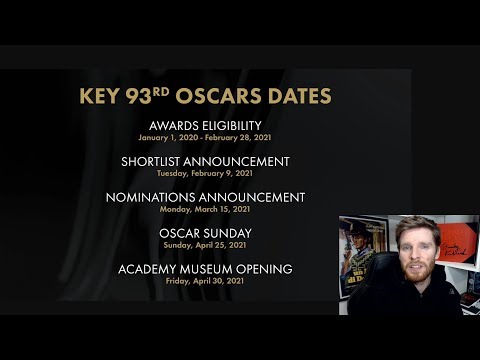 KEY 93RD OSCARS DATES
AWARDS ELIGIBILITY
January 1, 2020 - February 28, 2021
SHORTLIST ANNOUNCEMENT
Tuesday, February 9, 2021
NOMINATIONS ANNOUNCEMENT
Monday, March 15, 2021
OSCAR SUNDAY
Sunday, April 25, 2021
ACADEMY MUSEUM OPENING
Friday, April 30, 2021